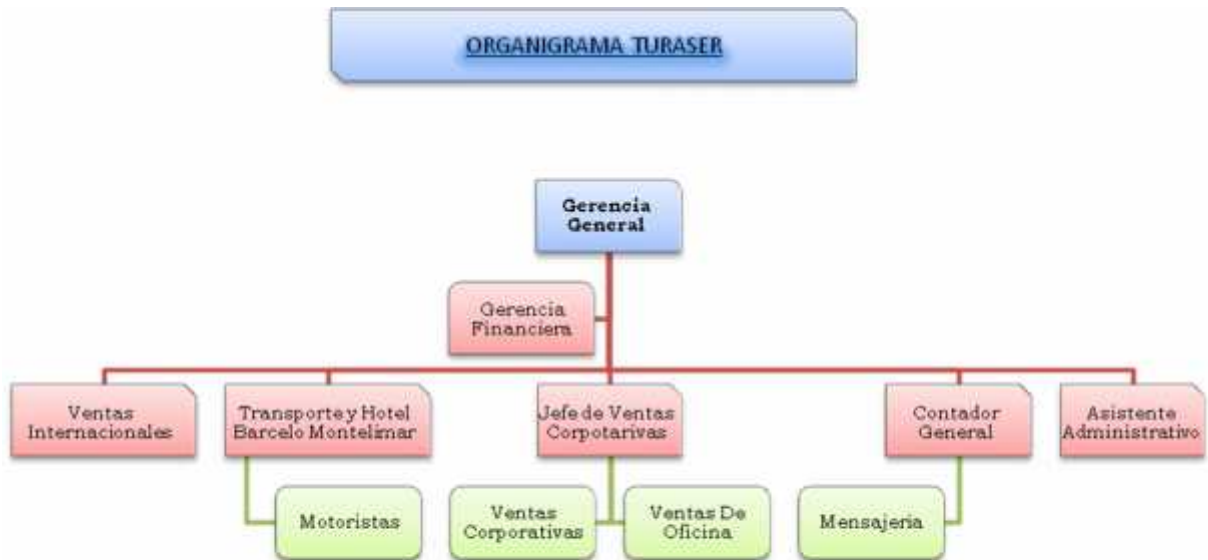 ORGANIGRAMA TURASER
Gerencia
General
Gerencia
Financiera
Ventas
Internacionales
Transporte y Hotel
Barcelo Montelimar
Jefe de Ventas
Corpotarivas
Contador
General
Asistente
Administrativo
Motoristas
Ventas
Corporativas
Ventas De
Oficina
Mensajeria